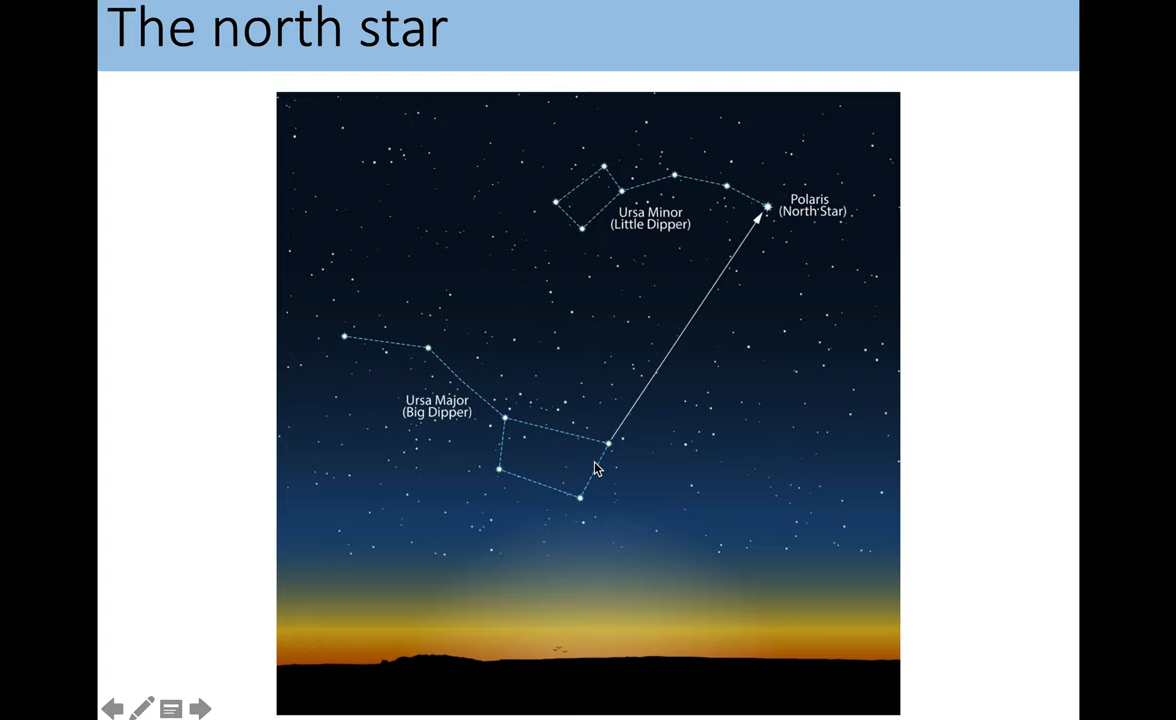 The north star
Polaris
(North Star)
Ursa Minor
(Little Dipper)
Ursa Major
(Big Dipper)